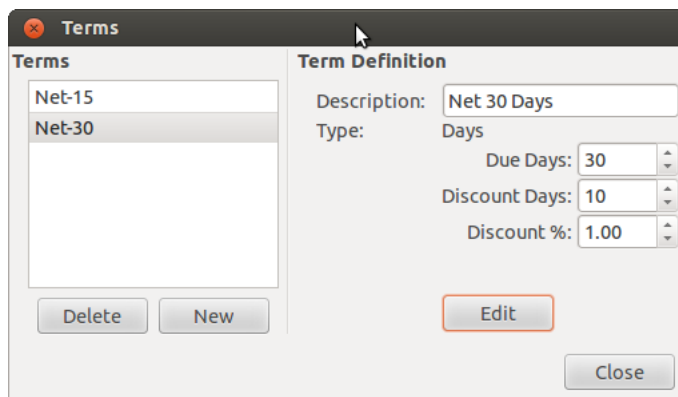 Terms
Terms
Net-15
Net-30
Delete New
Term Definition
Description: Net 30 Days
Type: Days
Due Days: 30
Discount Days: 10
Discount %: 1.00
Edit
Close